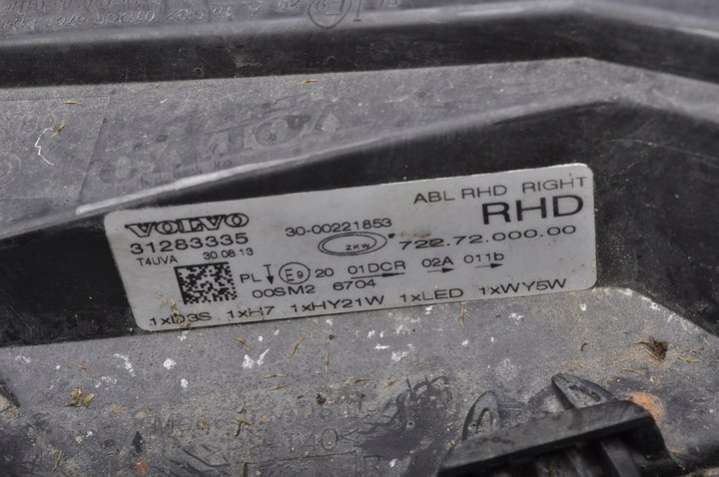 ABL RHD RIGHT
VOLVO 30-00221853 RHD
31283335 ZKW 722.72.000.00
T4UVA 30.08.13
PL E9 20 01DCR 02A 011b
00SM2 6704
1xD3S 1xH7 1xHY21W 1xLED 1xWY5W